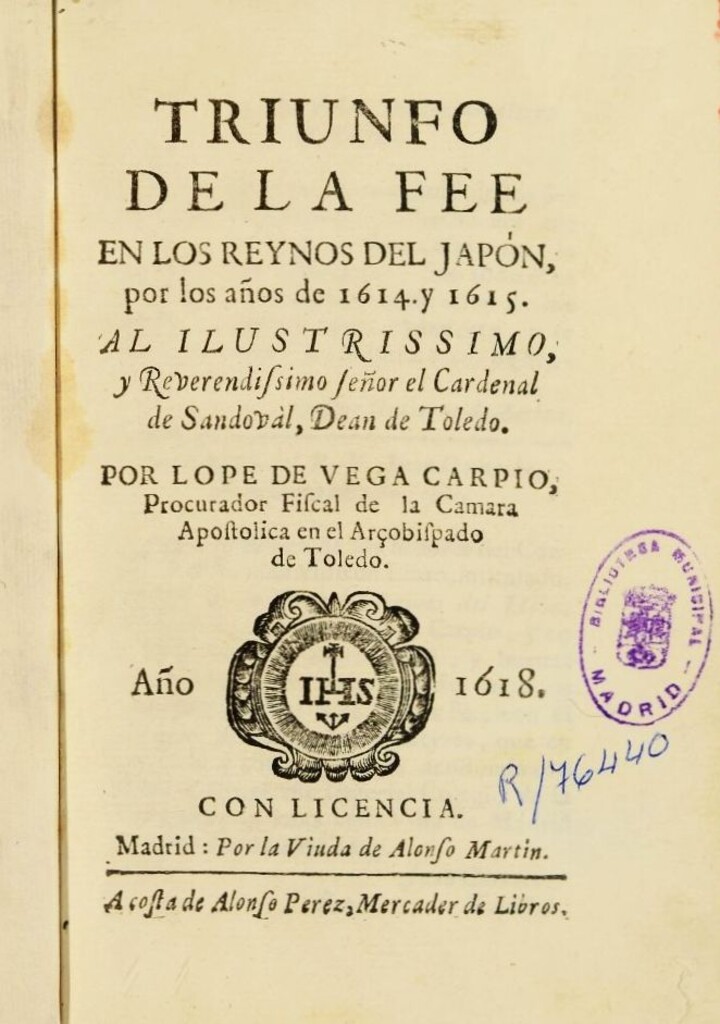 TRIUNFO
DE LA FEE
EN LOS REYNOS DEL JAPÓN,
por los años de 1614. y 1615.
AL ILUSTRISSIMO,
y Reverendiſsimo ſeñor el Cardenal
de Sandovàl, Dean de Toledo.
POR LOPE DE VEGA CARPIO,
Procurador Fiſcal de la Camara
Apoſtolica en el Arçobiſpado
de Toledo.
Año IHS 1618.
BIBLIOTECA MUNICIPAL
MADRID
R/76440
CON LICENCIA.
Madrid: Por la Viuda de Alonſo Martin.
A coſta de Alonſo Perez, Mercader de Libros.